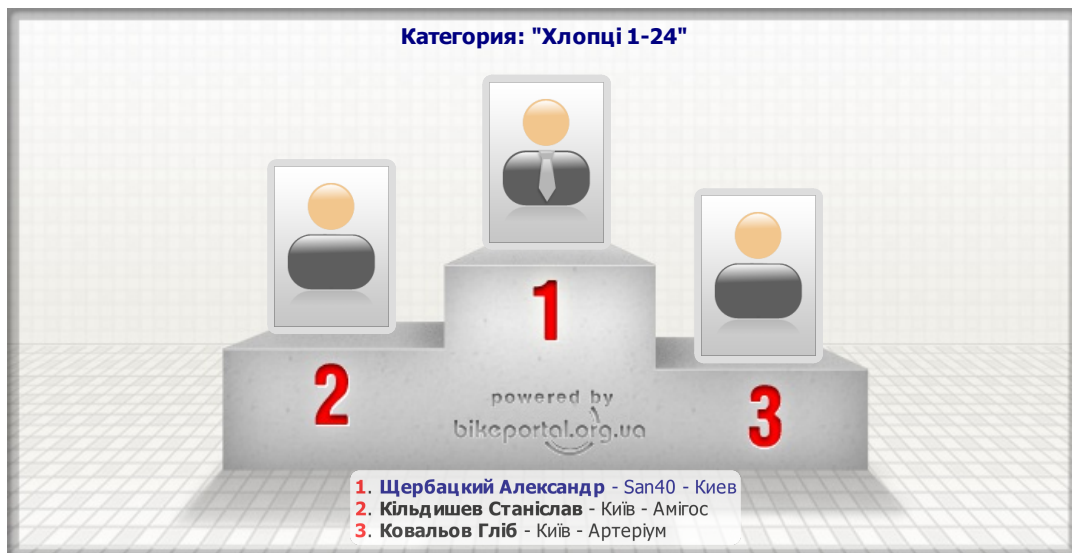 Категория: "Хлопці 1-24"
1
2
3
powered by
bikeportal.org.ua
1. Щербацкий Александр - San40 - Киев
2. Кільдишев Станіслав - Київ - Амігос
3. Ковальов Гліб - Київ - Артеріум